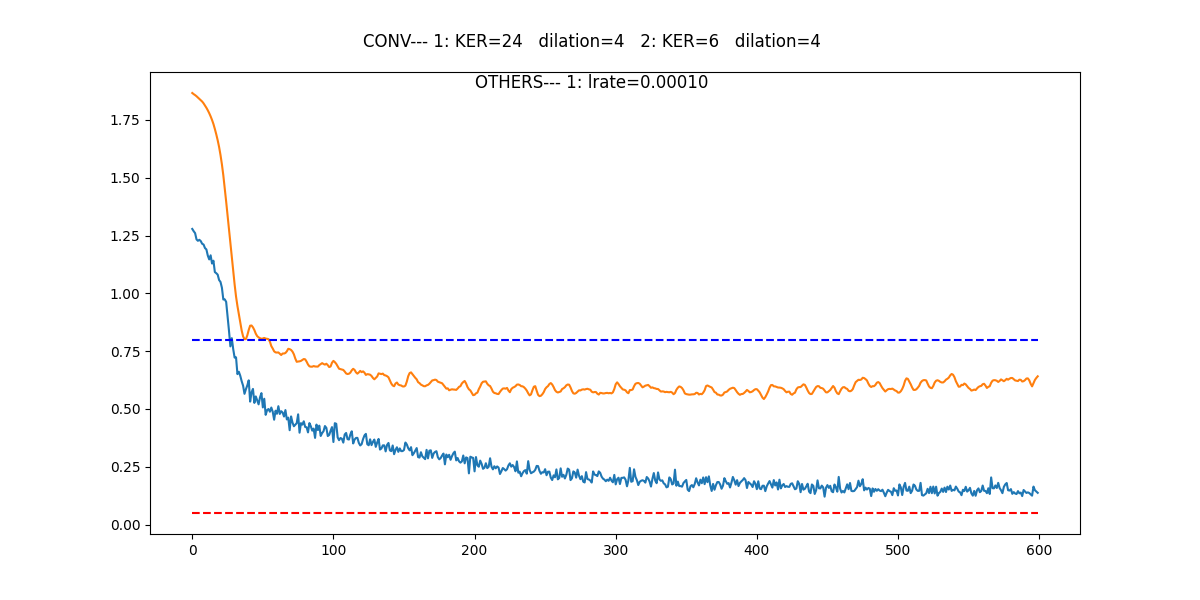 CONV--- 1: KER=24   dilation=4   2: KER=6   dilation=4
OTHERS--- 1: lrate=0.00010
1.75
1.50
1.25
1.00
0.75
0.50
0.25
0.00
0 100 200 300 400 500 600